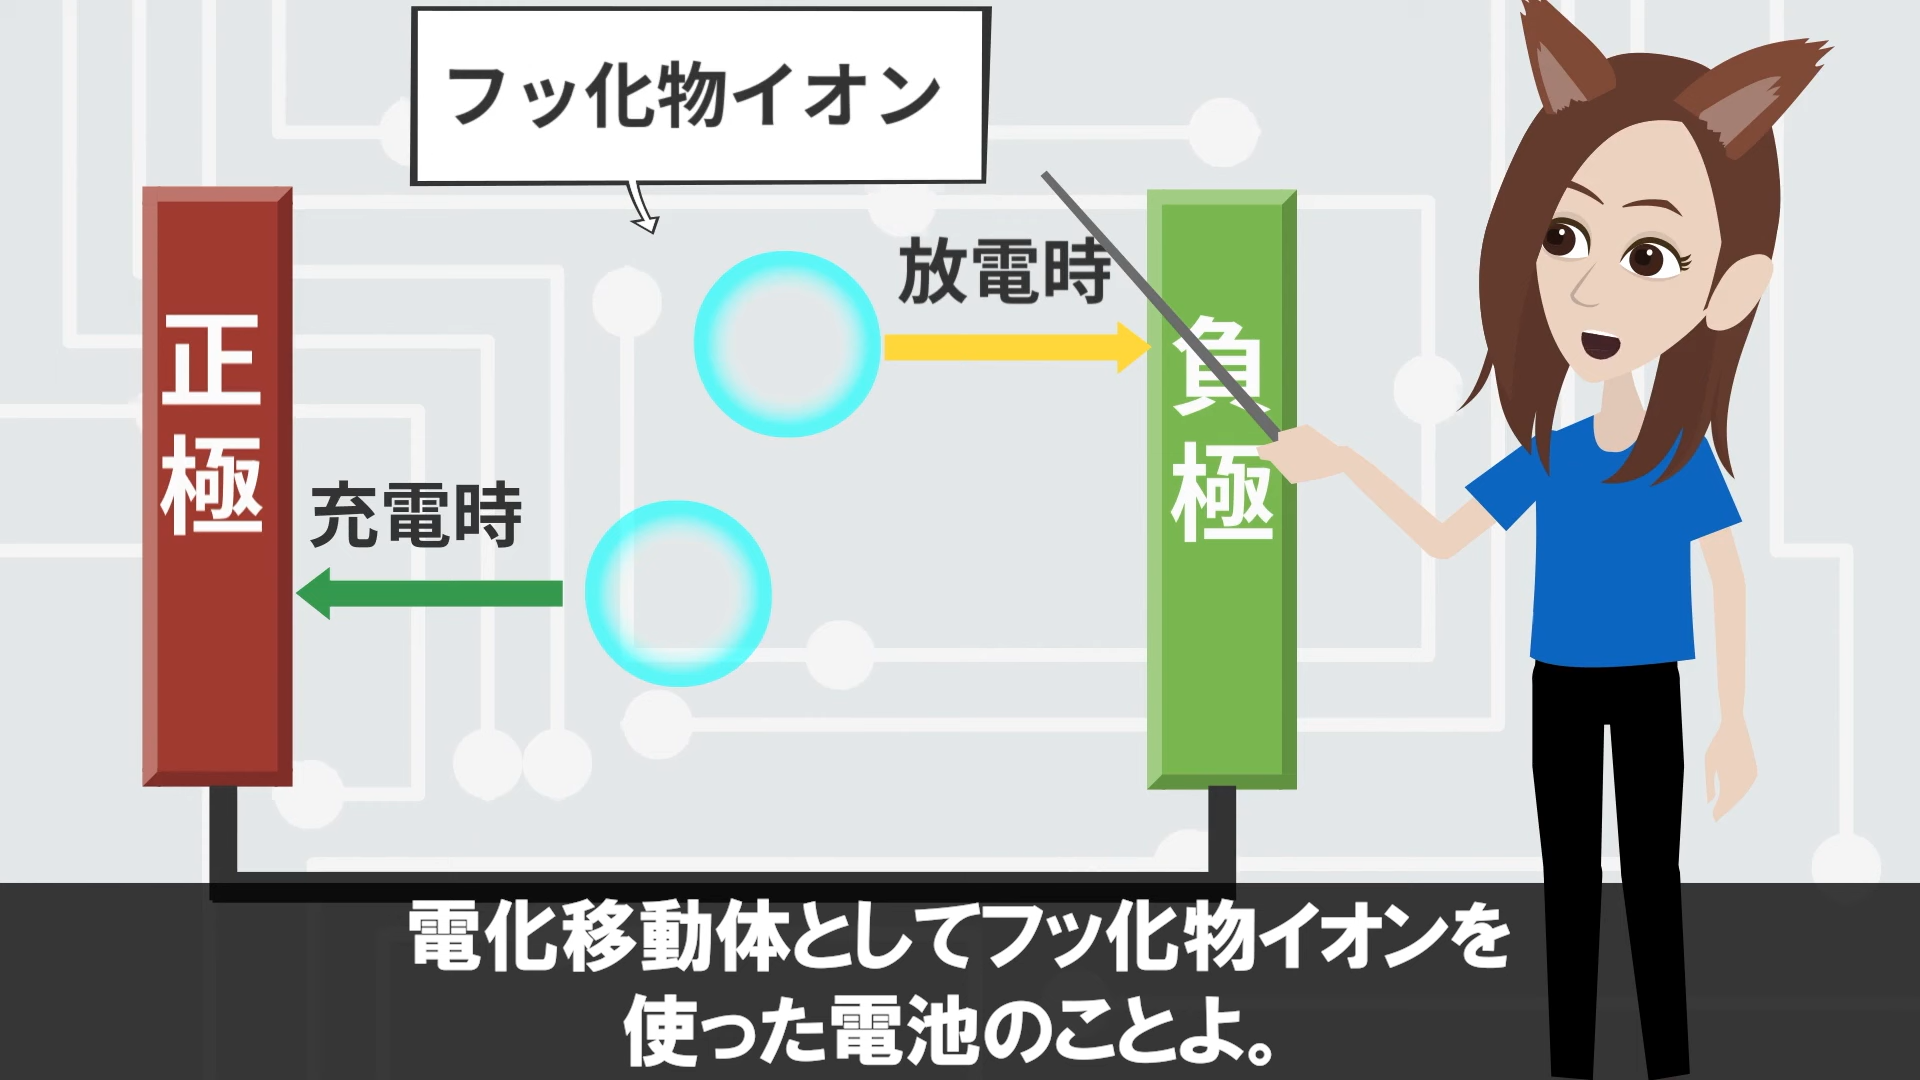 フッ化物イオン
放電時
正極
負極
充電時
電化移動体としてフッ化物イオンを
使った電池のことよ。